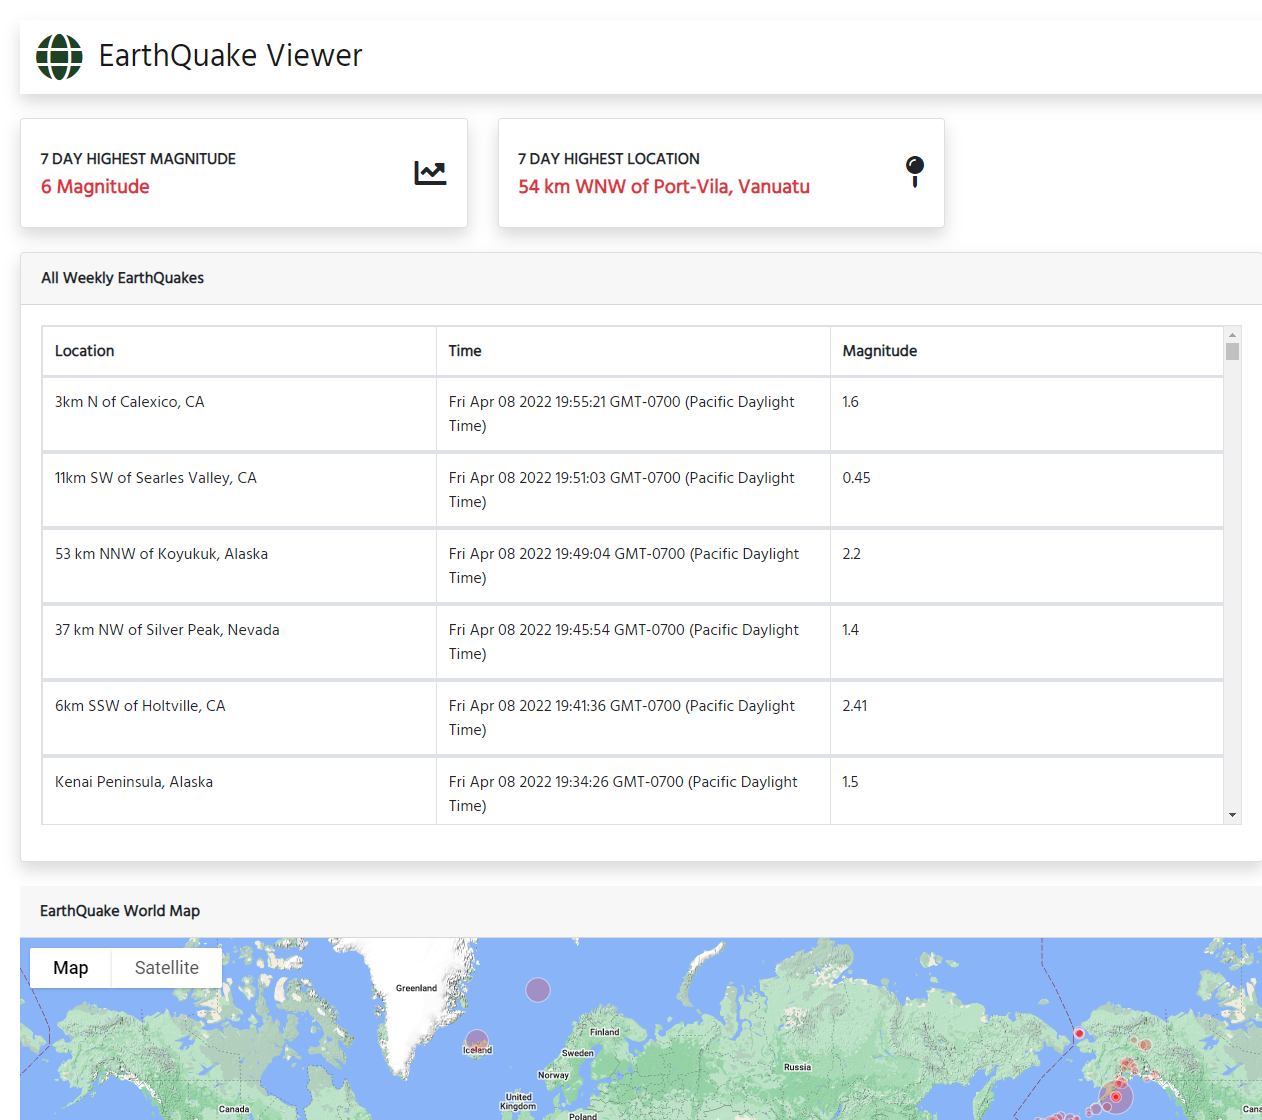 EarthQuake Viewer
7 DAY HIGHEST MAGNITUDE
6 Magnitude
7 DAY HIGHEST LOCATION
54 km WNW of Port-Vila, Vanuatu
All Weekly EarthQuakes
Location Time Magnitude
3km N of Calexico, CA Fri Apr 08 2022 19:55:21 GMT-0700 (Pacific Daylight 1.6
Time)
11km SW of Searles Valley, CA Fri Apr 08 2022 19:51:03 GMT-0700 (Pacific Daylight 0.45
Time)
53 km NNW of Koyukuk, Alaska Fri Apr 08 2022 19:49:04 GMT-0700 (Pacific Daylight 2.2
Time)
37 km NW of Silver Peak, Nevada Fri Apr 08 2022 19:45:54 GMT-0700 (Pacific Daylight 1.4
Time)
6km SSW of Holtville, CA Fri Apr 08 2022 19:41:36 GMT-0700 (Pacific Daylight 2.41
Time)
Kenai Peninsula, Alaska Fri Apr 08 2022 19:34:26 GMT-0700 (Pacific Daylight 1.5
Time)
EarthQuake World Map
Map Satellite
Greenland
Finland
Iceland
Sweden
Russia
Norway
United
Kingdom
Canada
Poland
Cana